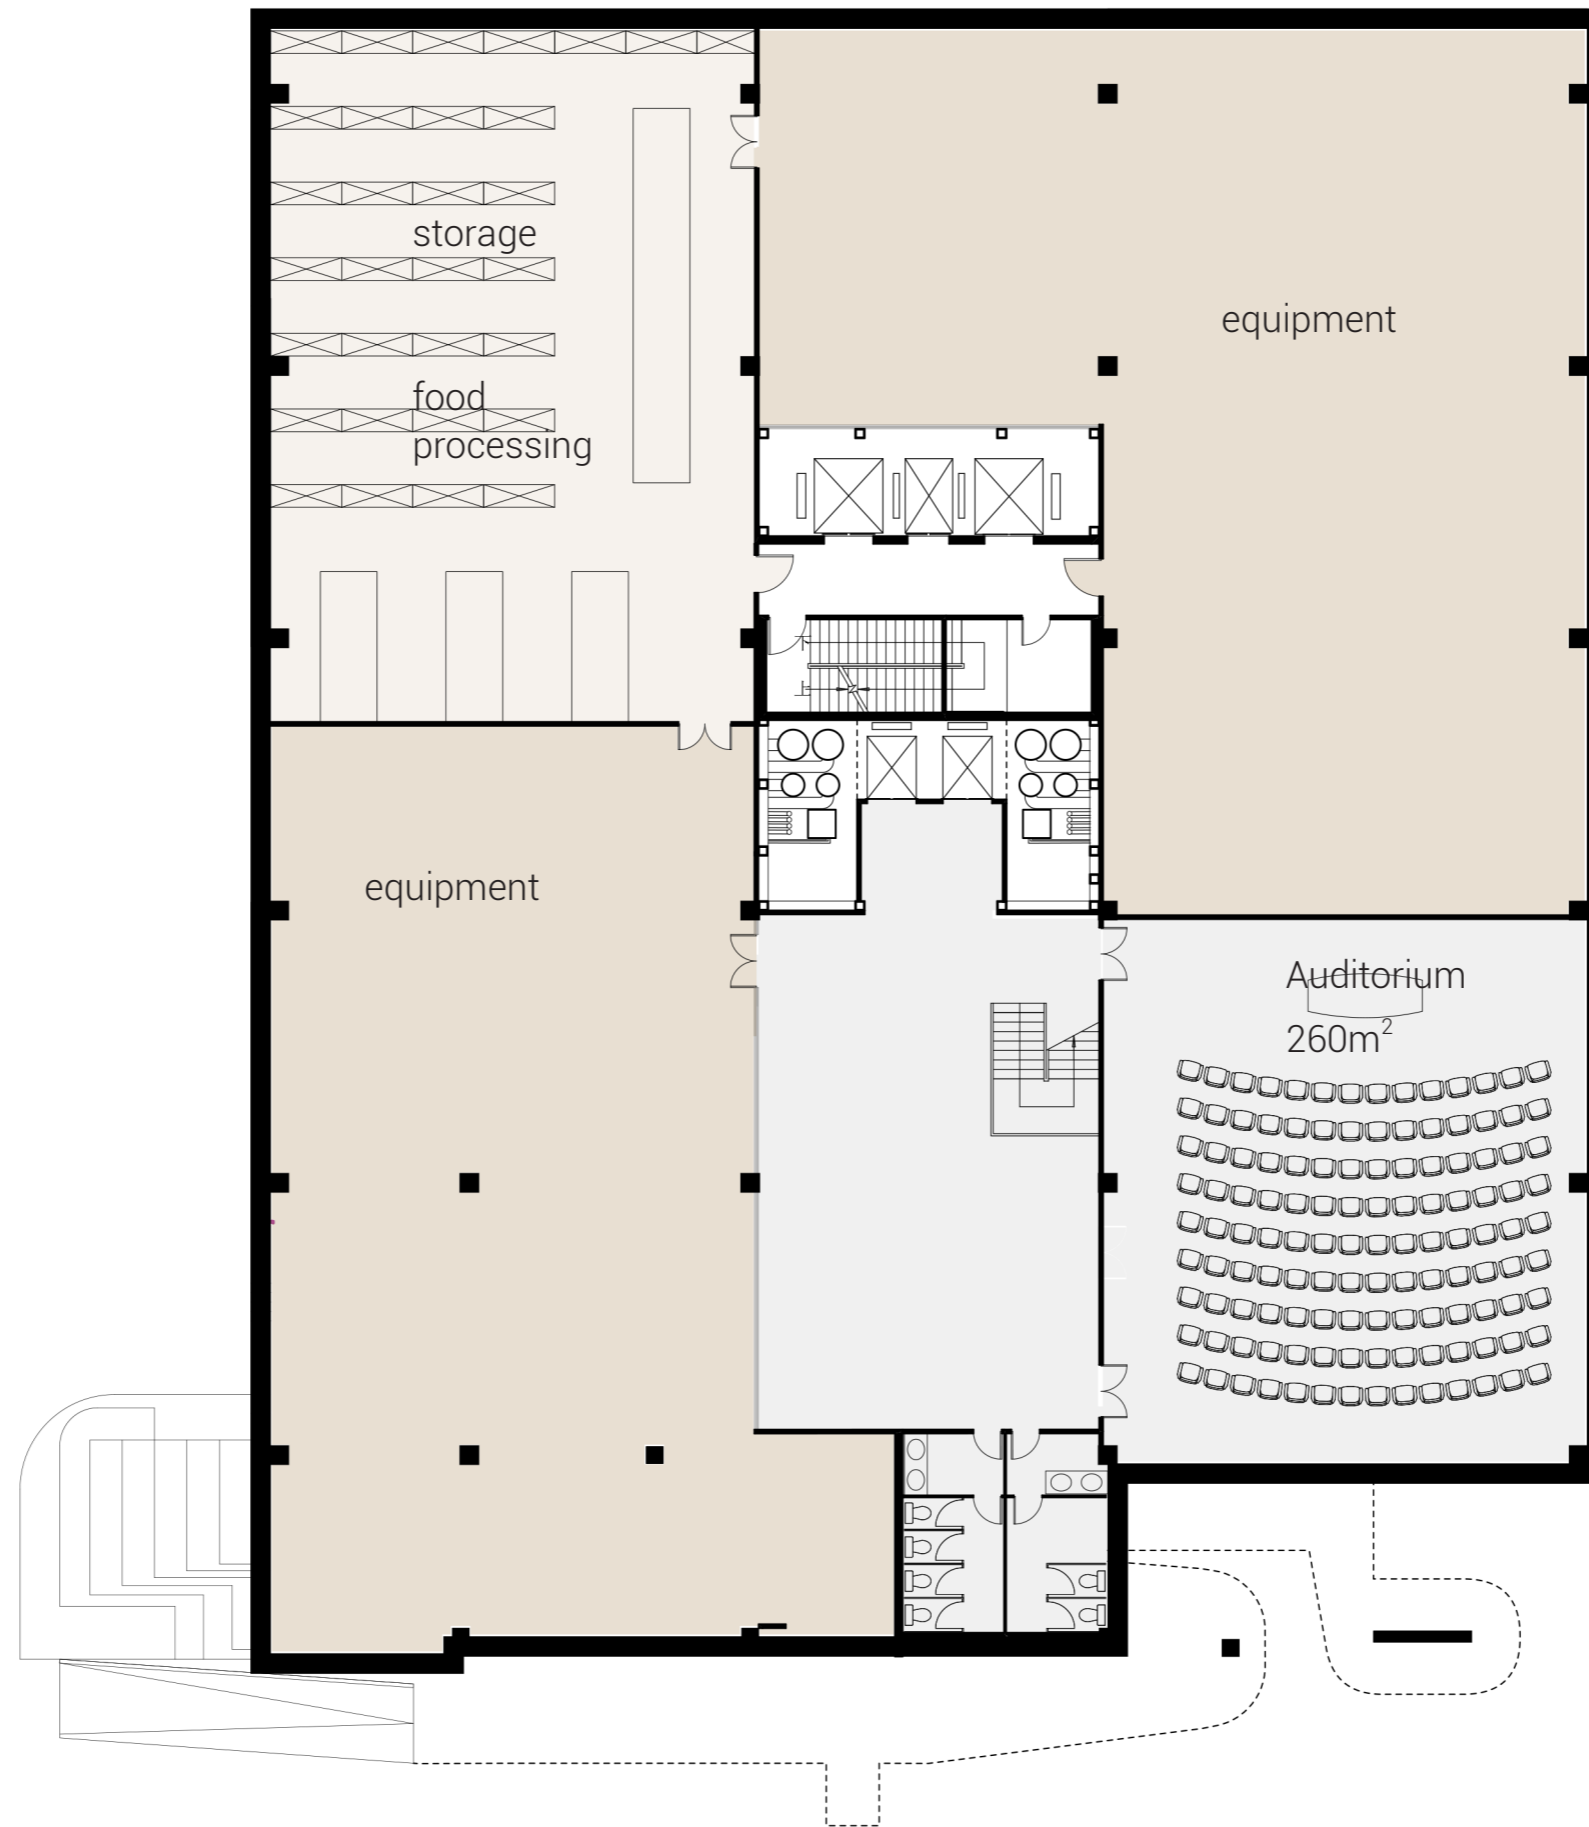 storage
equipment
food
processing
equipment
Auditorium
260m²